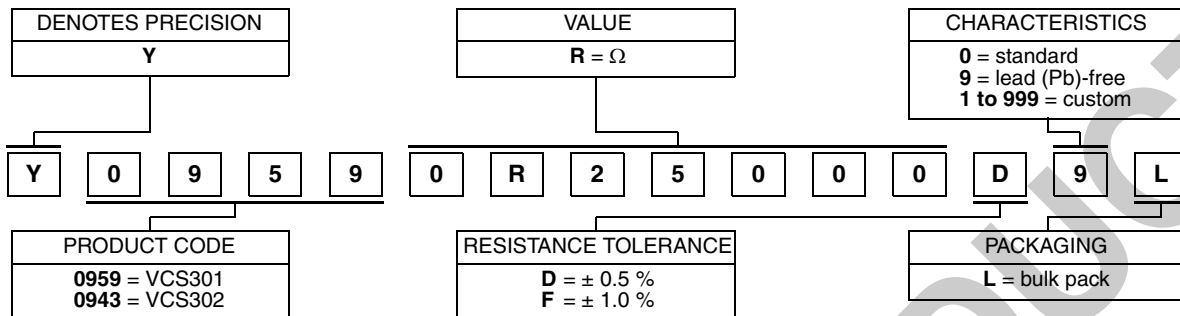 DENOTES PRECISION
Y
VALUE
R = Ω
CHARACTERISTICS
0 = standard
9 = lead (Pb)-free
1 to 999 = custom
Y 0 9 5 9 0 R 2 5 0 0 0 D 9 L
PRODUCT CODE
0959 = VCS301
0943 = VCS302
RESISTANCE TOLERANCE
D = ± 0.5 %
F = ± 1.0 %
PACKAGING
L = bulk pack